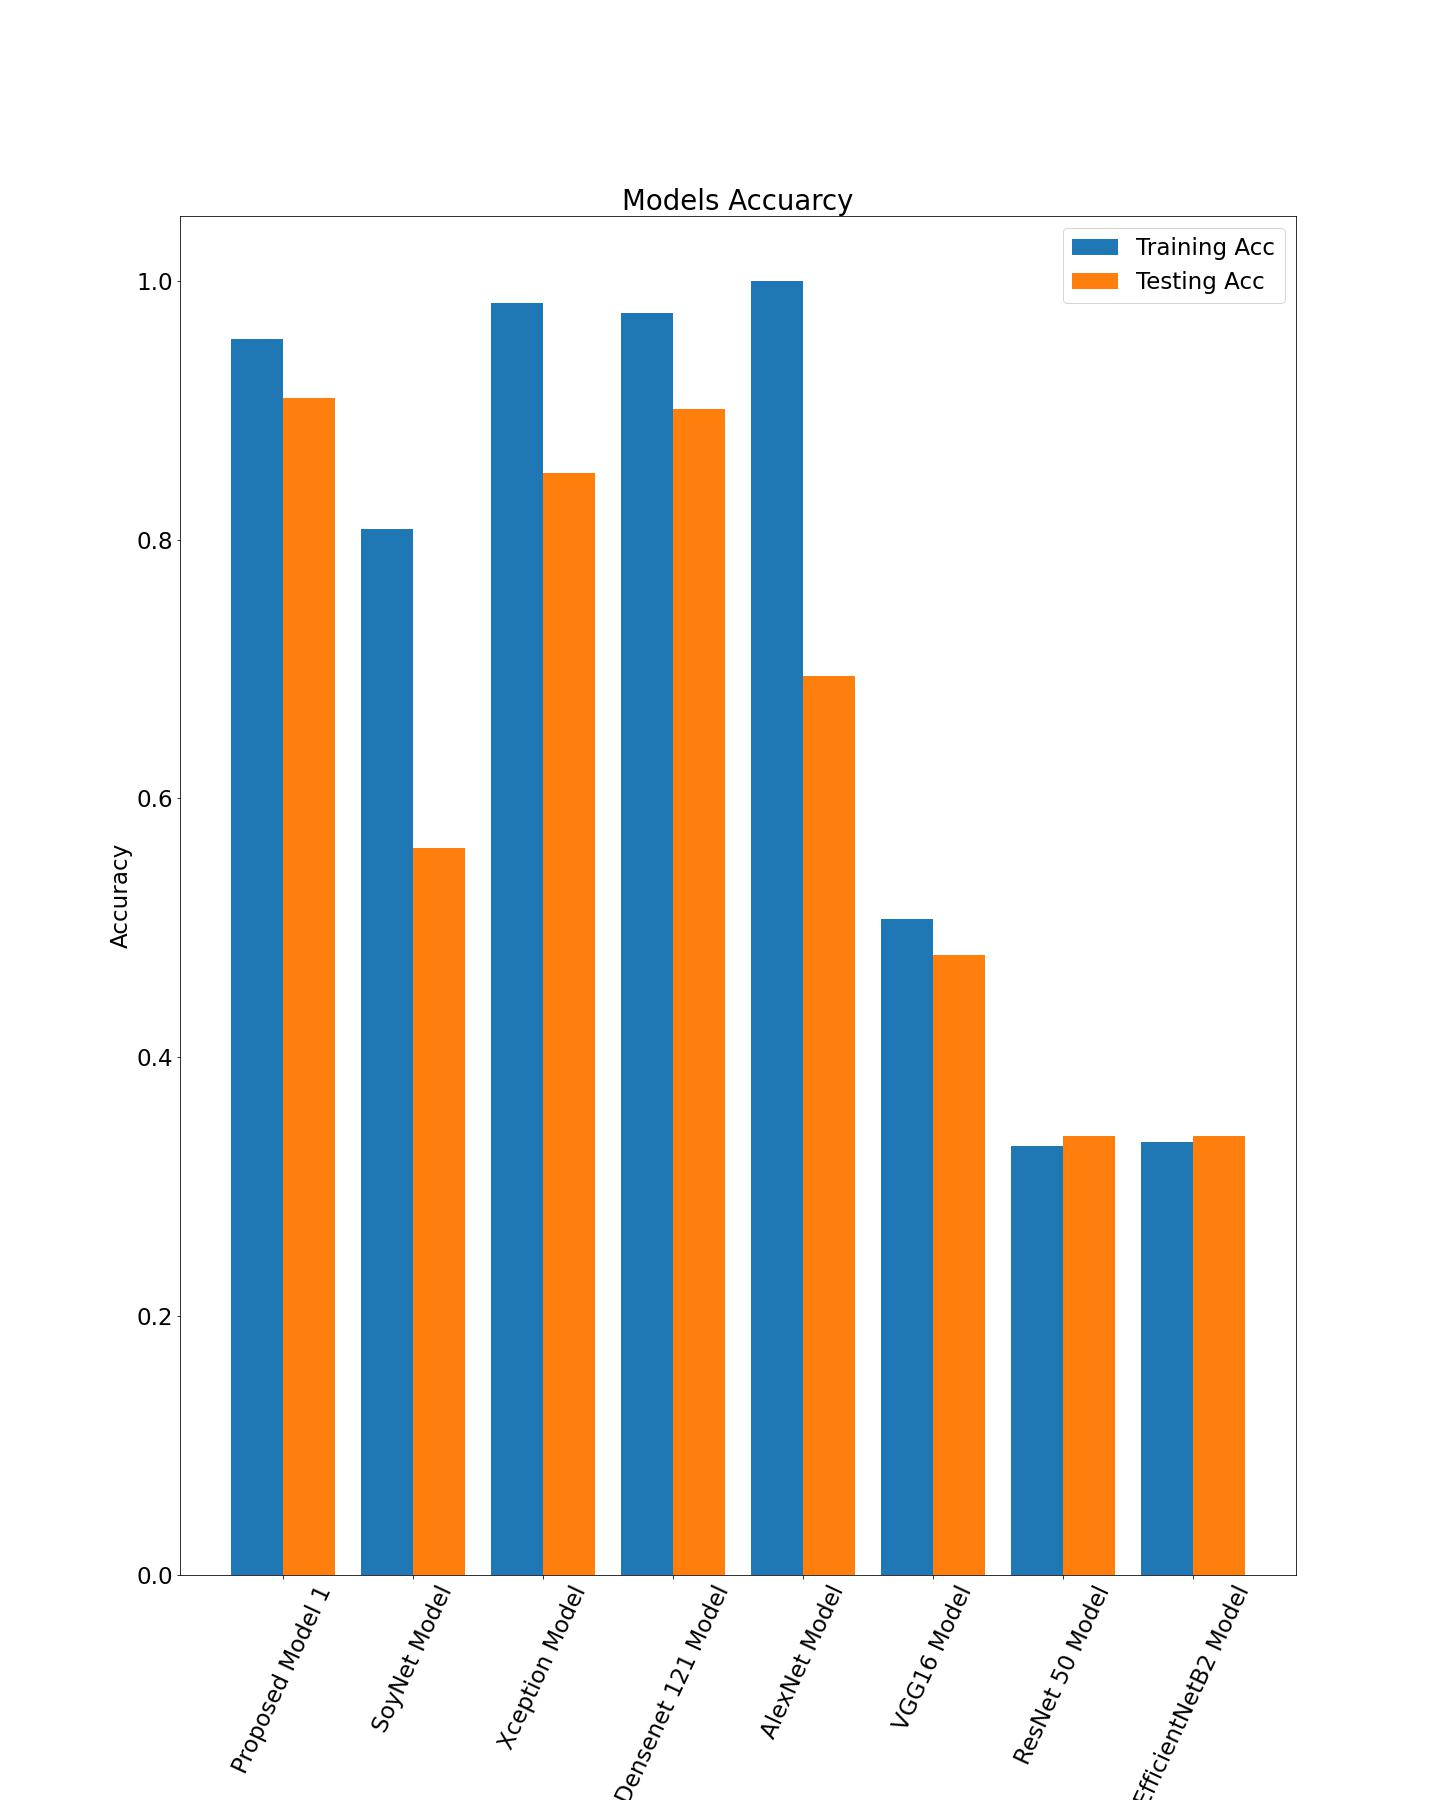 Models Accuarcy
Training Acc
Testing Acc
1.0
0.8
0.6
0.4
0.2
0.0
Accuracy
Proposed Model 1
SoyNet Model
Xception Model
Densenet 121 Model
AlexNet Model
VGG16 Model
ResNet 50 Model
EfficientNetB2 Model